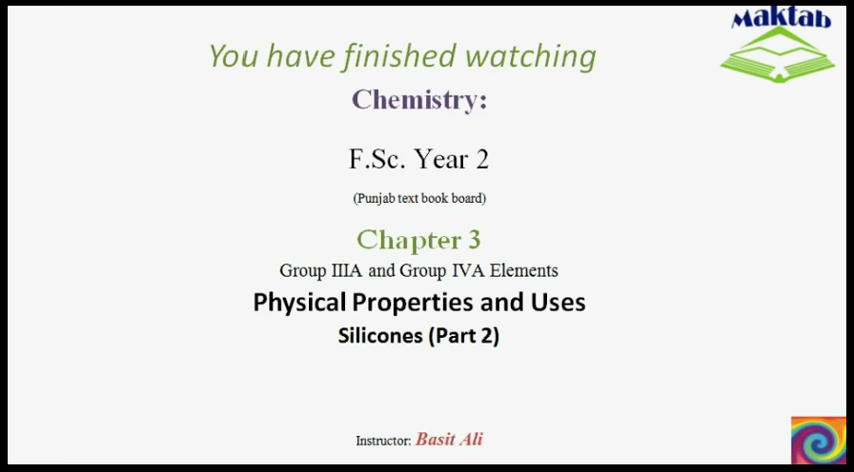 Maktab
You have finished watching
Chemistry:
F.Sc. Year 2
(Punjab text book board)
Chapter 3
Group IIIA and Group IVA Elements
Physical Properties and Uses
Silicones (Part 2)
Instructor: Basit Ali